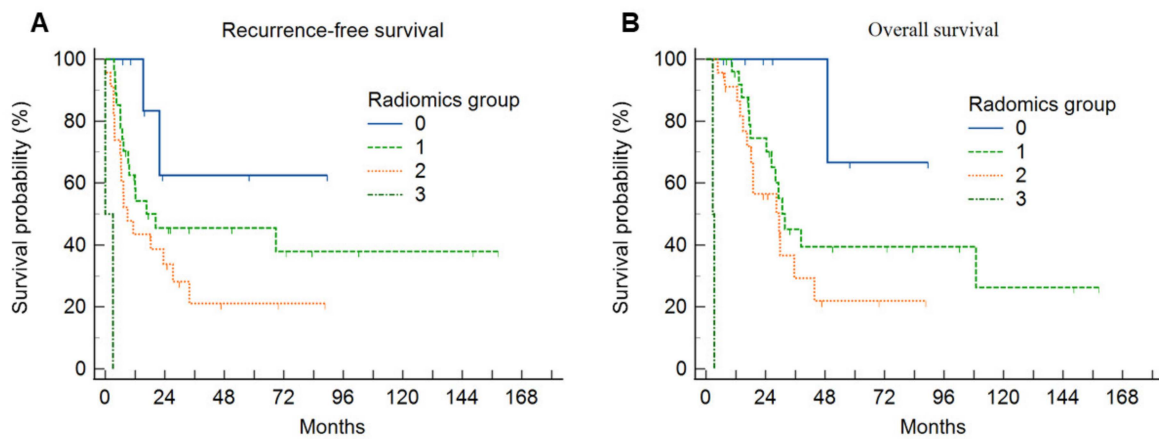 A
Recurrence-free survival
Survival probability (%)
100
80
60
40
20
0
Radiomics group
0
1
2
3
0 24 48 72 96 120 144 168
Months
B
Overall survival
Survival probability (%)
100
80
60
40
20
0
Radomics group
0
1
2
3
0 24 48 72 96 120 144 168
Months